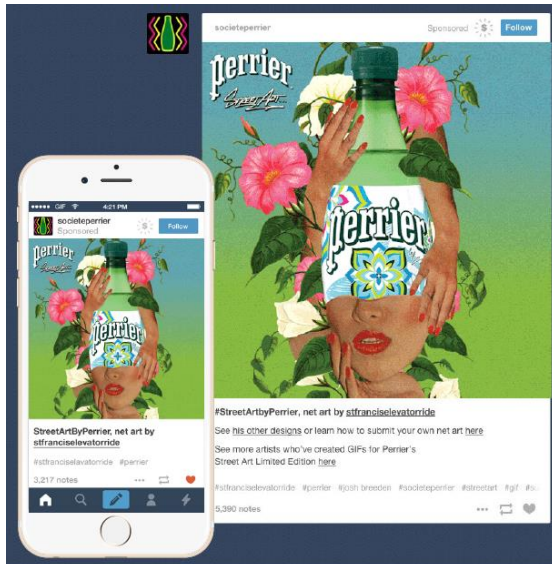 societeperrier
Sponsored
Follow
perrier
Street Art
perrier
#StreetArtbyPerrier, net art by stfranciselevatorride
See his other designs or learn how to submit your own net art here
See more artists who've created GIFs for Perrier's
Street Art Limited Edition here
#stfranciselevatorride #perrier #josh breeden #societeperrier #streetart #gif
5,390 notes
GIF
4:21 PM
societeperrier
Sponsored
Follow
perrier
Street Art
perrier
StreetArtByPerrier, net art by
stfranciselevatorride
#stfranciselevatorride #perrier
3,217 notes